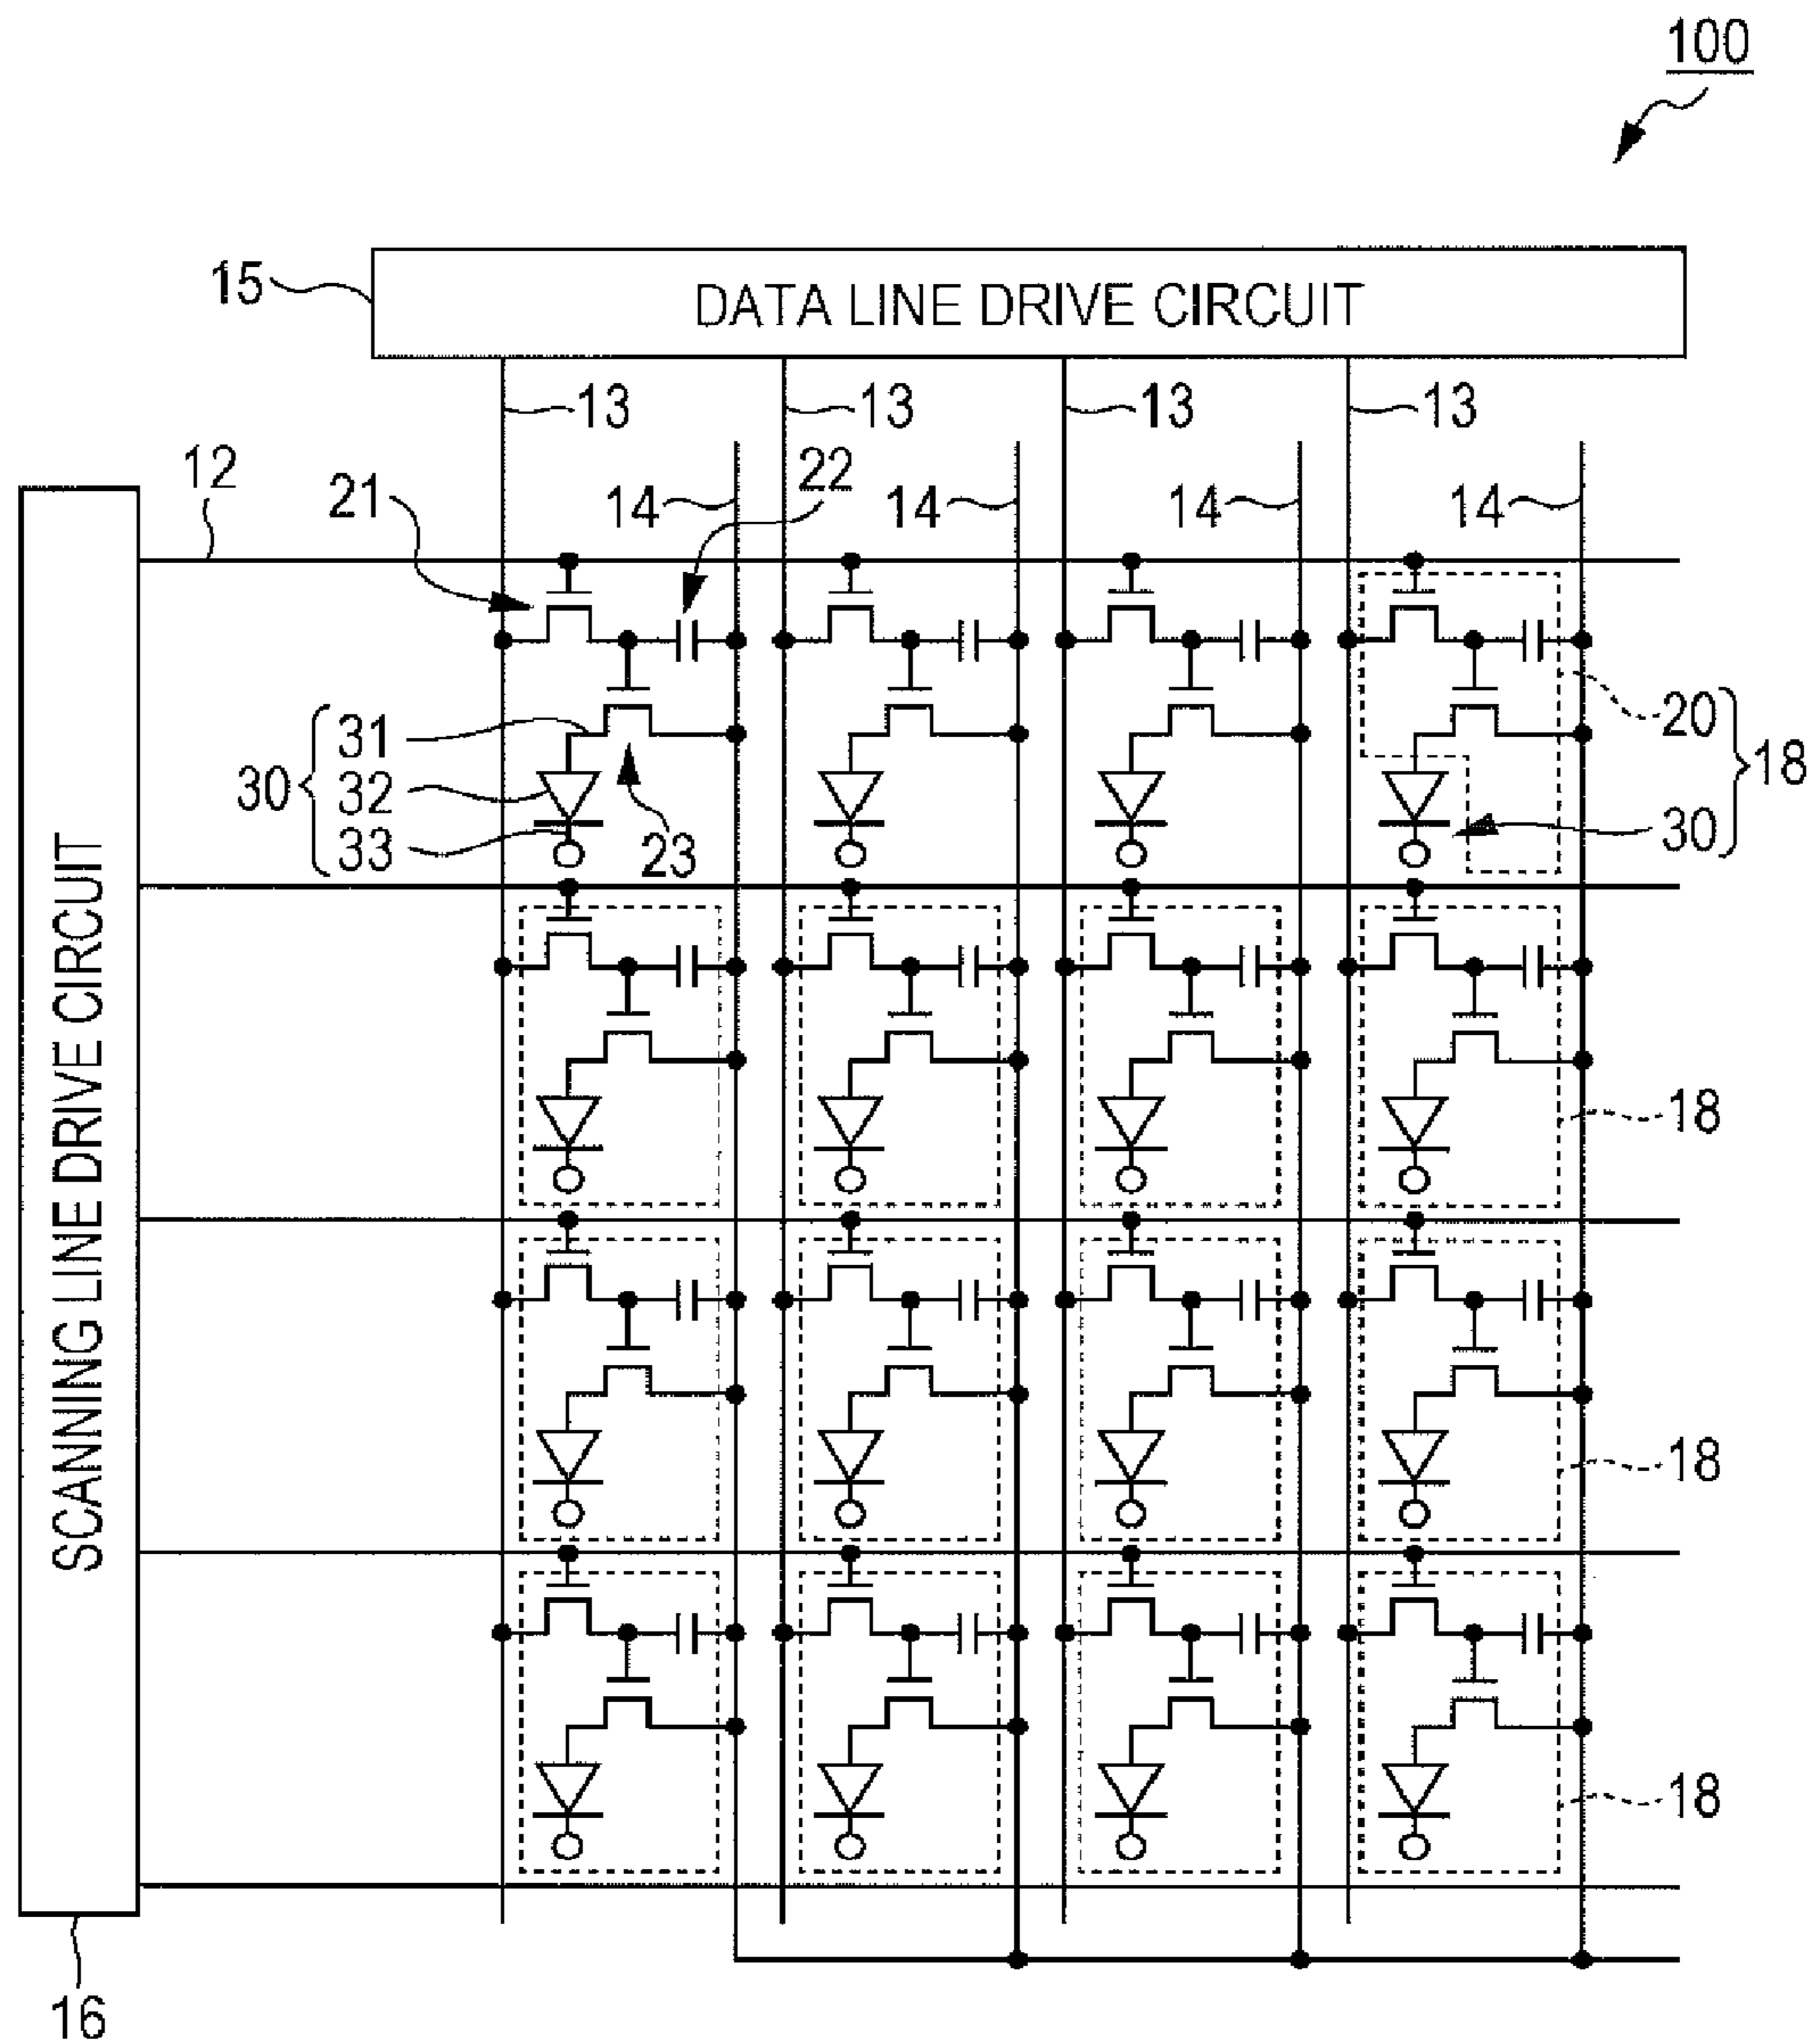 100
15
DATA LINE DRIVE CIRCUIT
13 13 13 13
12 21 14 22 14 14 14
31 20
30 32 18
33 23 30
18
18
18
SCANNING LINE DRIVE CIRCUIT
16